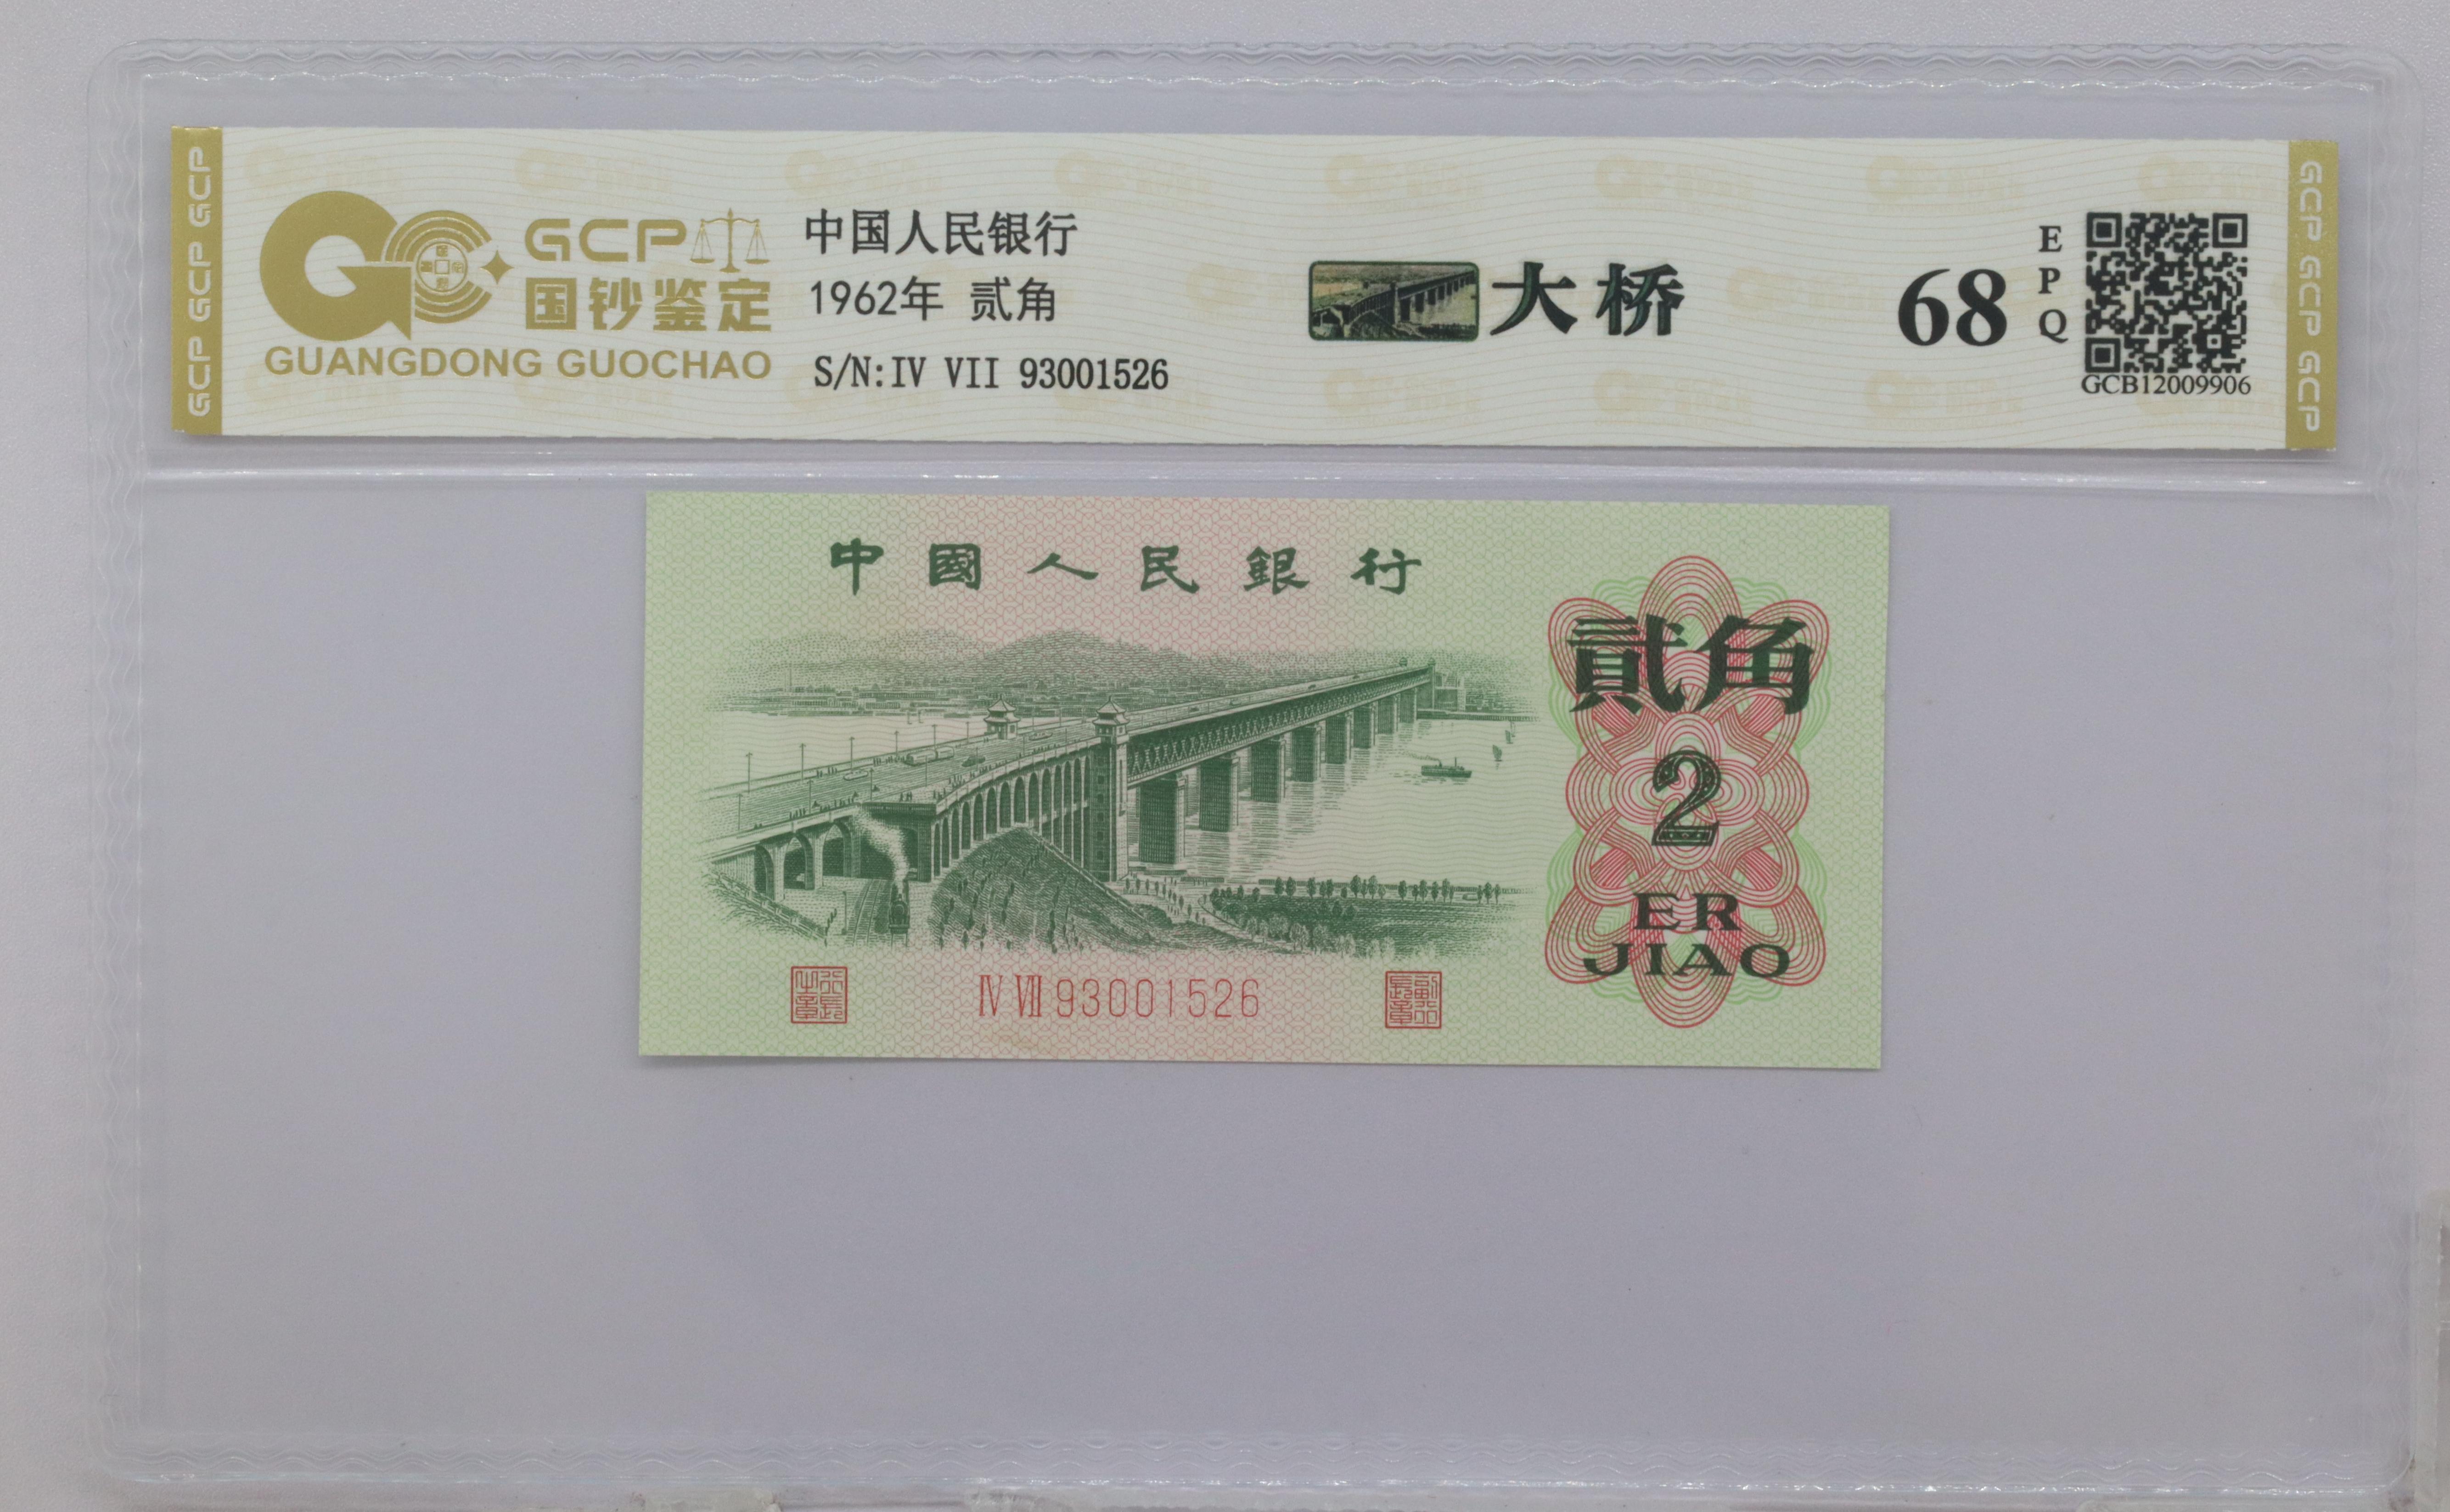 GCP GCP GCP
GCP
国钞鉴定
GUANGDONG GUOCHAO
中国人民银行
1962年 贰角
S/N:IV VII 93001526
大桥
68
EPQ
GCB12009906
GCP GCP GCP
中國人民銀行
貳角
2
ER
JIAO
IV VII 93001526